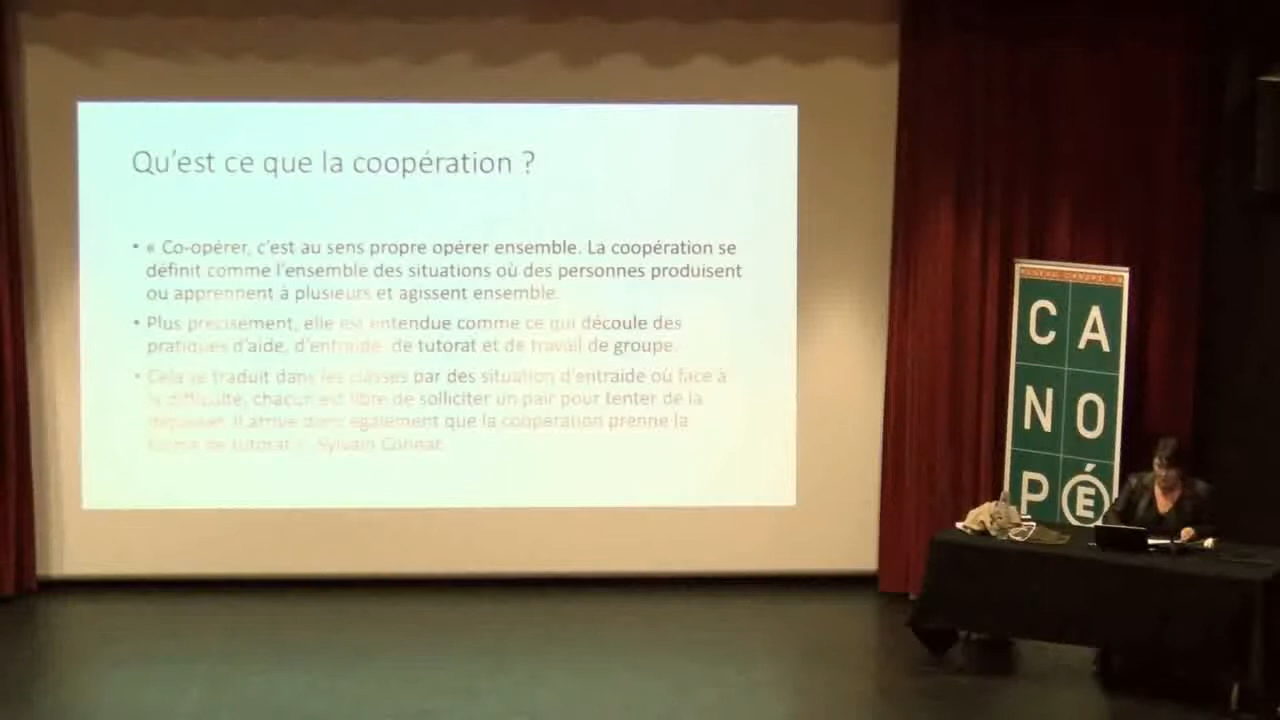 Qu'est ce que la coopération ?
• « Co-opérer, c'est au sens propre opérer ensemble. La coopération se
définit comme l'ensemble des situations où des personnes produisent
ou apprennent à plusieurs et agissent ensemble.
• Plus précisement, elle est entendue comme ce qui découle des
pratiques d'aide, d'entraide, de tutorat et de travail de groupe.
• Cela se traduit dans les classes par des situation d'entraide où face à
la difficulté, chacun est libre de solliciter un pair pour tenter de la
dépasser. Il arrive donc également que la coopération prenne la
forme de tutorat » Sylvain Connac
CA
NO
PÉ